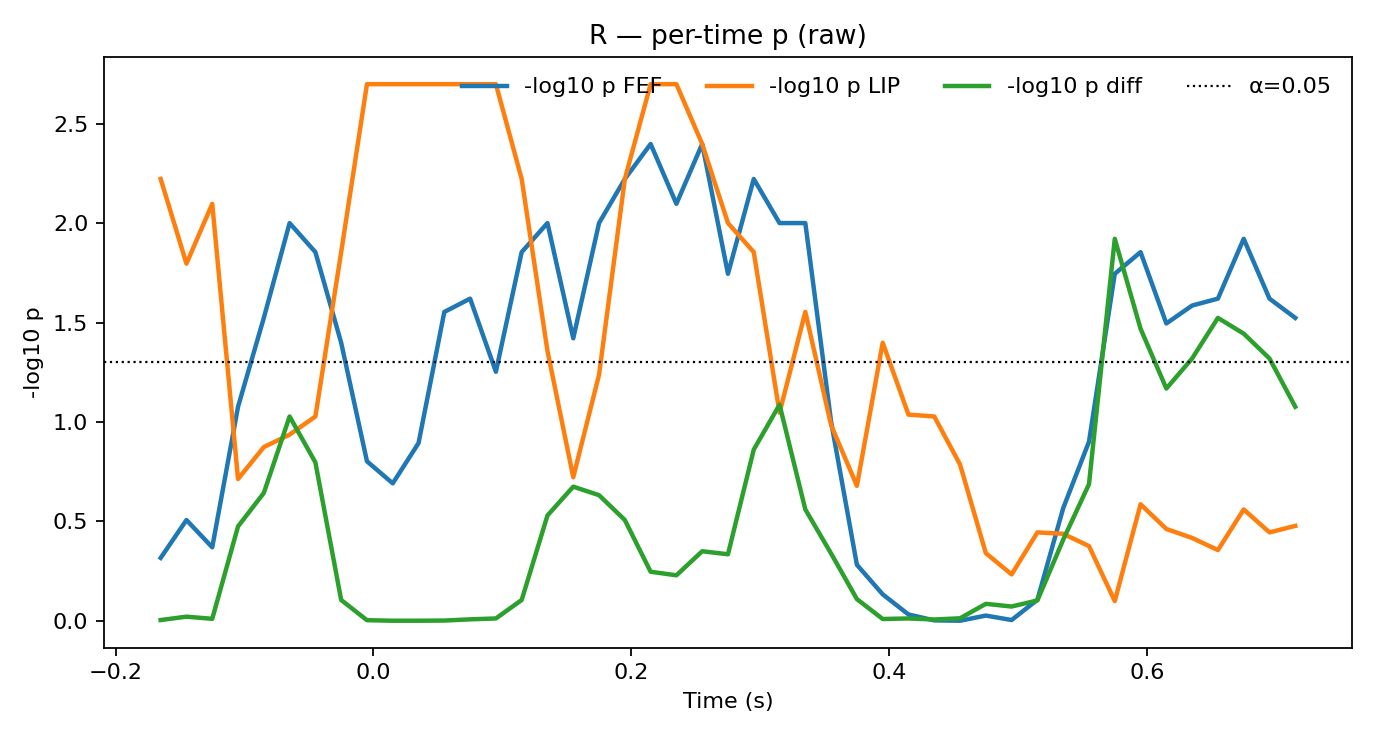 R — per-time p (raw)
-log10 p FEF
-log10 p LIP
-log10 p diff
α=0.05
-log10 p
2.5
2.0
1.5
1.0
0.5
0.0
−0.2
0.0
0.2
0.4
0.6
Time (s)